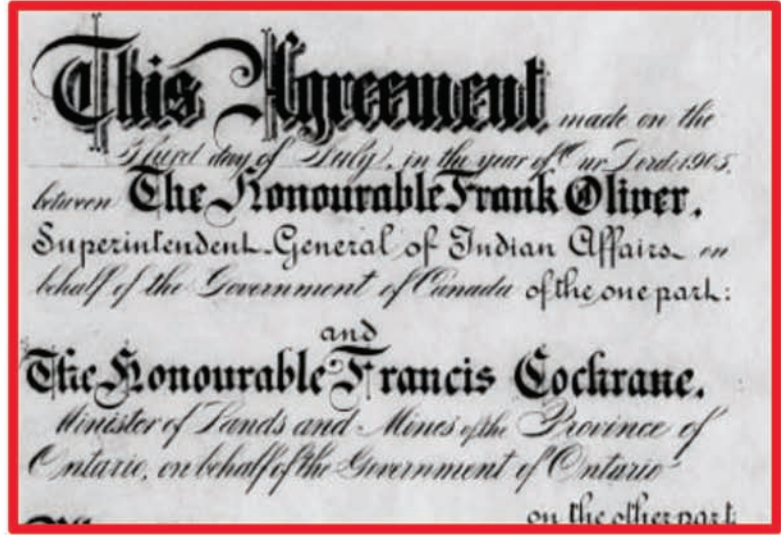 This Agreement made on the
Third day of July, in the year of Our Lord 1905.
between The Honourable Frank Oliver,
Superintendent-General of Indian Affairs on
behalf of the Government of Canada of the one part:
and
The Honourable Francis Cochrane,
Minister of Lands and Mines of the Province of
Ontario, on behalf of the Government of Ontario
on the other part: